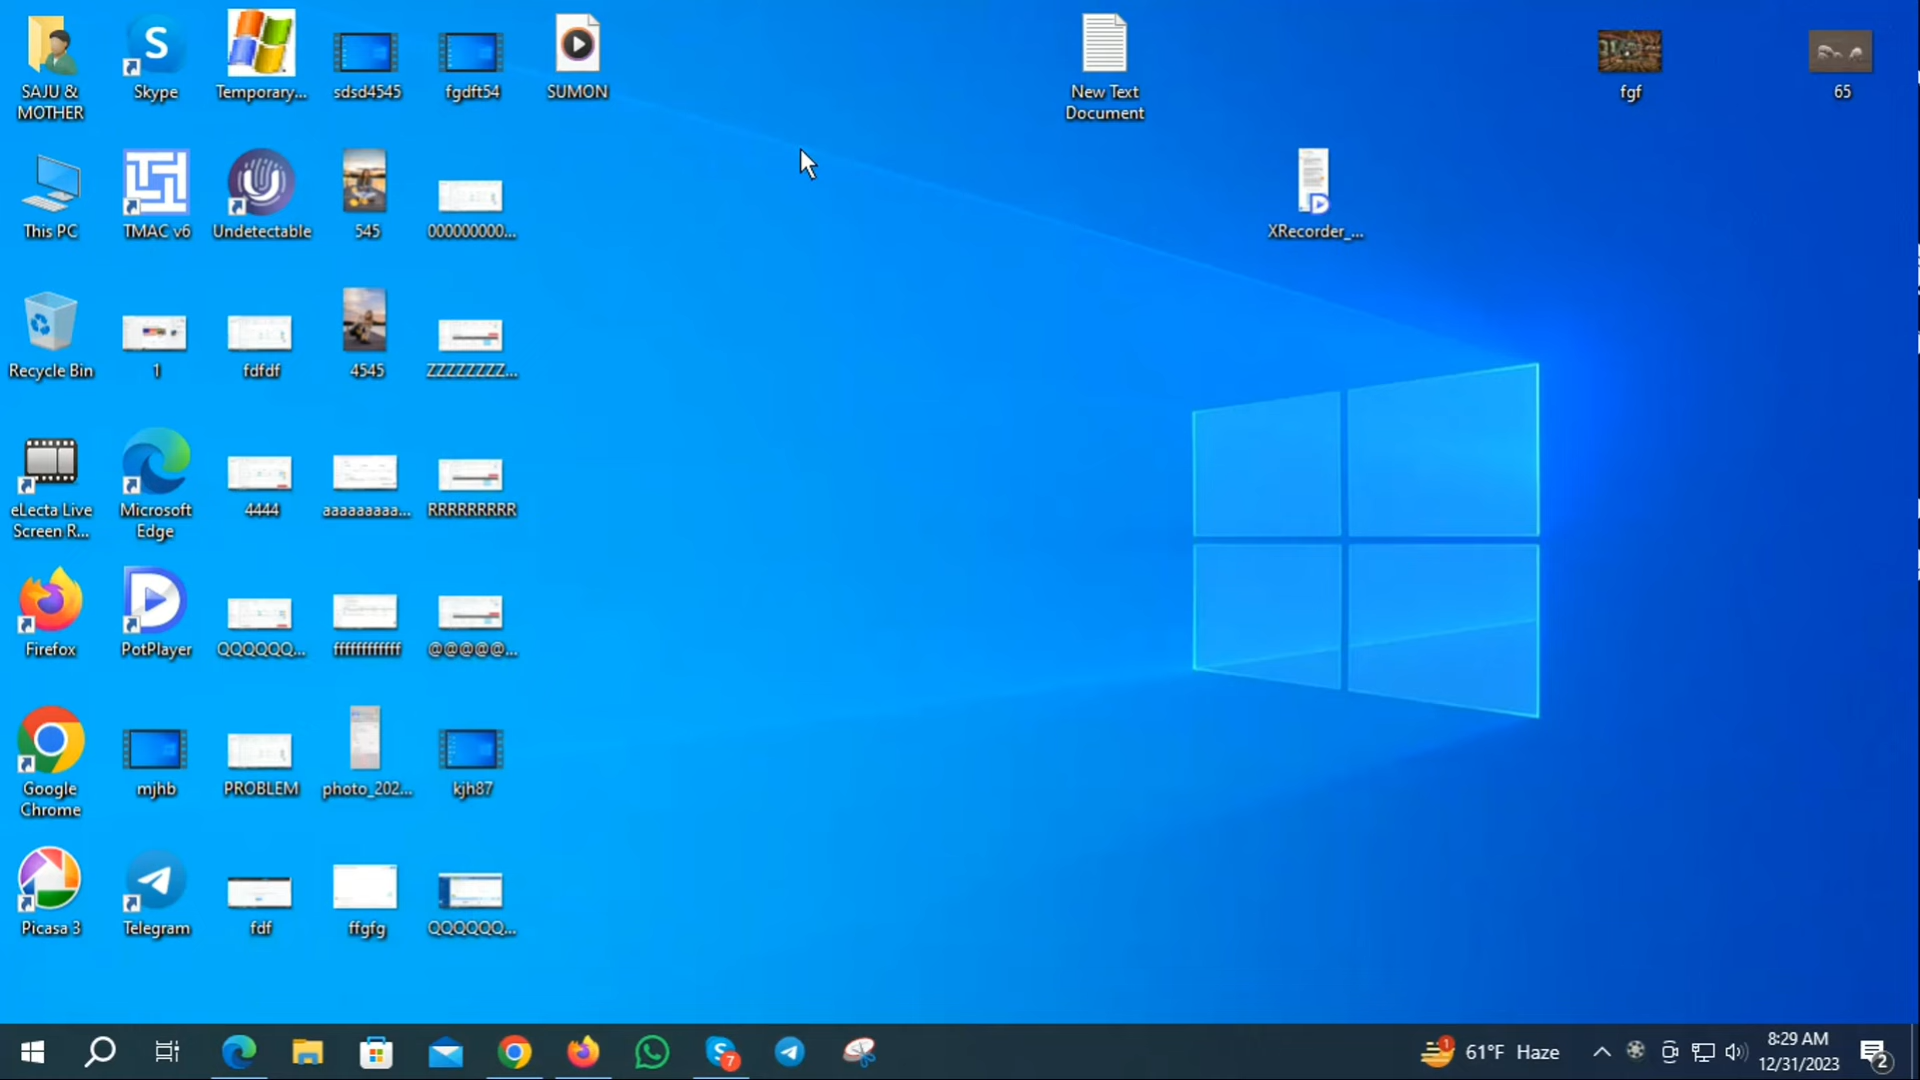 SAJU &
MOTHER
Skype
Temporary...
sdsd4545
fgdft54
SUMON
New Text
Document
fgf
65
This PC
TMAC v6
Undetectable
545
000000000...
XRecorder_...
Recycle Bin
1
fdfdf
4545
ZZZZZZZZ...
eLecta Live
Screen R...
Microsoft
Edge
4444
aaaaaaaaa...
RRRRRRRRR
Firefox
PotPlayer
QQQQQQ...
ffffffffffff
@@@@@...
Google
Chrome
mjhb
PROBLEM
photo_202...
kjh87
Picasa 3
Telegram
fdf
ffgfg
QQQQQQ...
7
1
61°F Haze
8:29 AM
12/31/2023
2